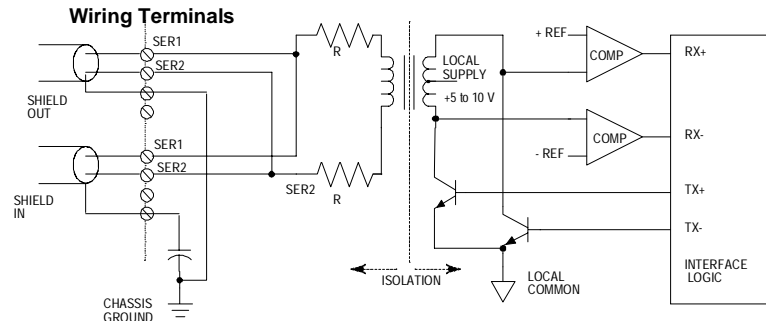 Wiring Terminals
SER1
SER2
SHIELD
OUT
SER1
SER2
SHIELD
IN
CHASSIS
GROUND
R
SER2
R
ISOLATION
LOCAL
SUPPLY
+5 to 10 V
+ REF
COMP
RX+
COMP
RX-
- REF
TX+
TX-
INTERFACE
LOGIC
LOCAL
COMMON